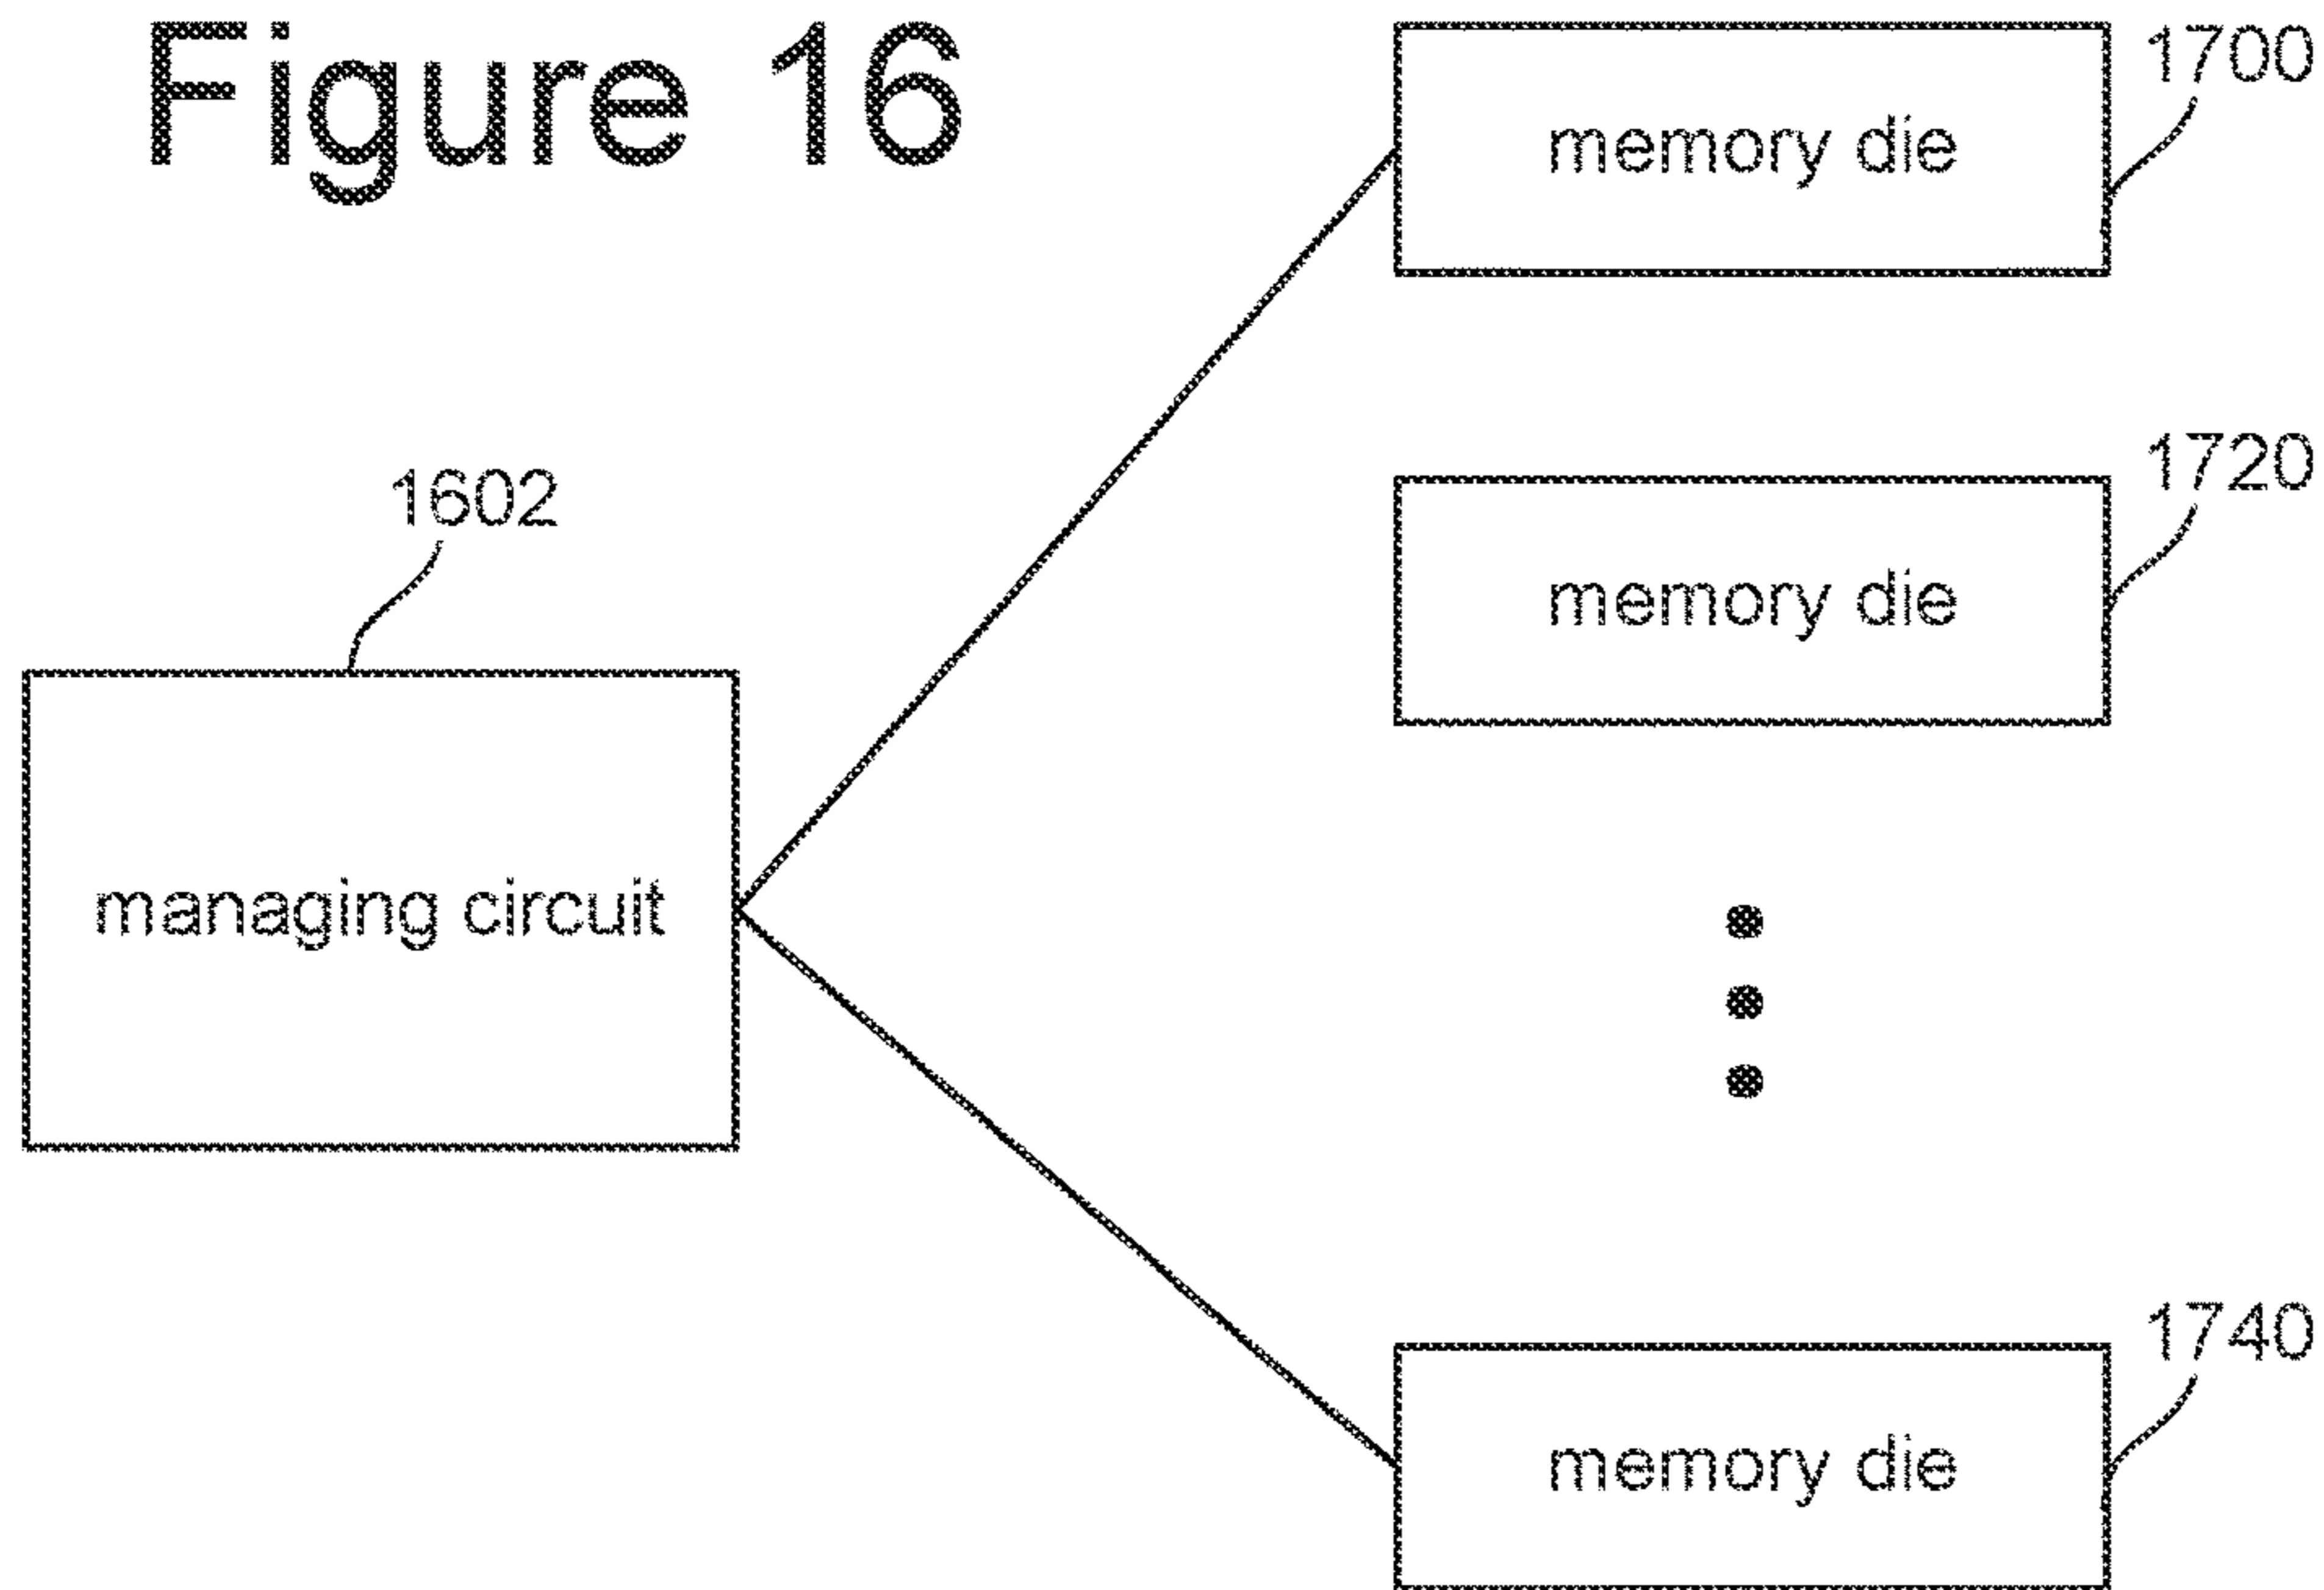 Figure 16
1700
memory die
1720
memory die
1602
managing circuit
1740
memory die